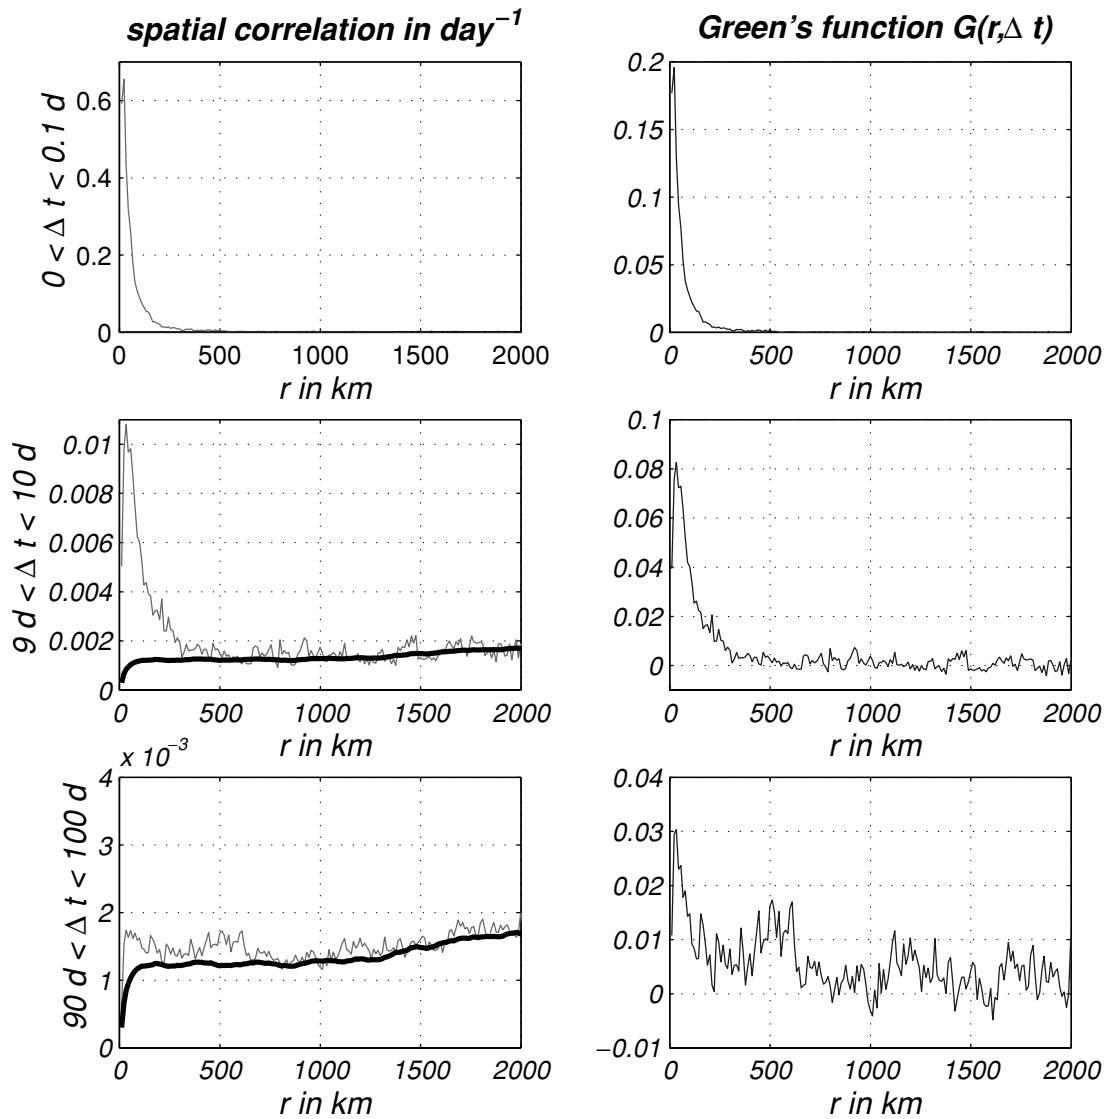 spatial correlation in day⁻¹
Green's function G(r,Δ t)
0 < Δ t < 0.1 d
0.6
0.4
0.2
0
0 500 1000 1500 2000
r in km
0.2
0.15
0.1
0.05
0
0 500 1000 1500 2000
r in km
9 d < Δ t < 10 d
0.01
0.008
0.006
0.004
0.002
0
0 500 1000 1500 2000
r in km
0.1
0.08
0.06
0.04
0.02
0
0 500 1000 1500 2000
r in km
90 d < Δ t < 100 d
x 10⁻³
4
3
2
1
0
0 500 1000 1500 2000
r in km
0.04
0.03
0.02
0.01
0
−0.01
0 500 1000 1500 2000
r in km